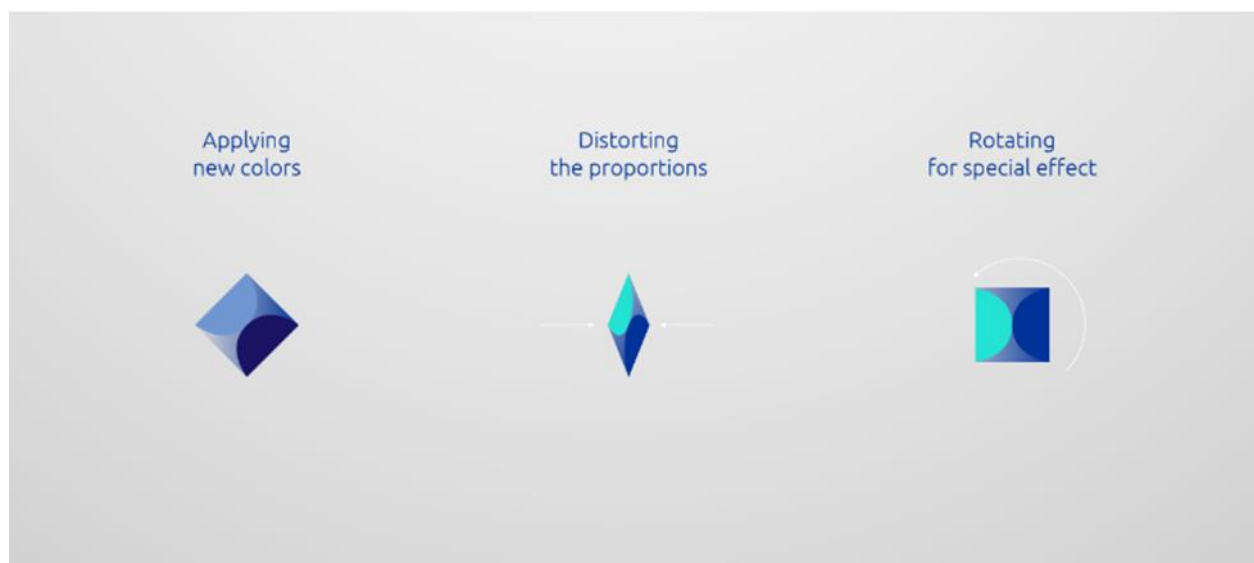 Applying
new colors
Distorting
the proportions
Rotating
for special effect